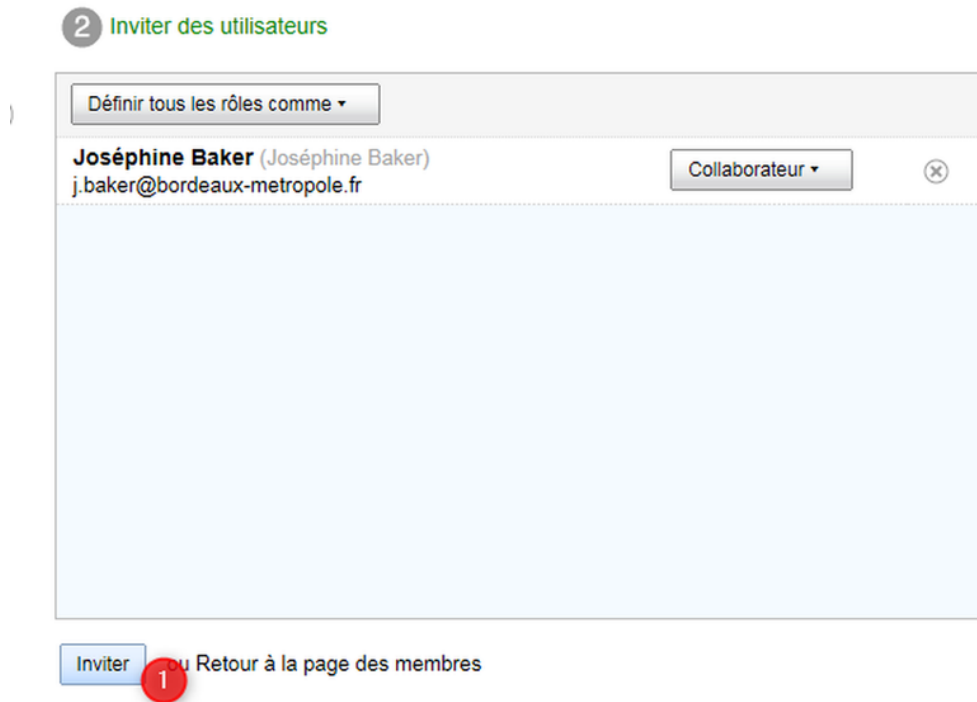 2 Inviter des utilisateurs
Définir tous les rôles comme
Joséphine Baker (Joséphine Baker)
Collaborateur
j.baker@bordeaux-metropole.fr
Inviter 1 ou Retour à la page des membres